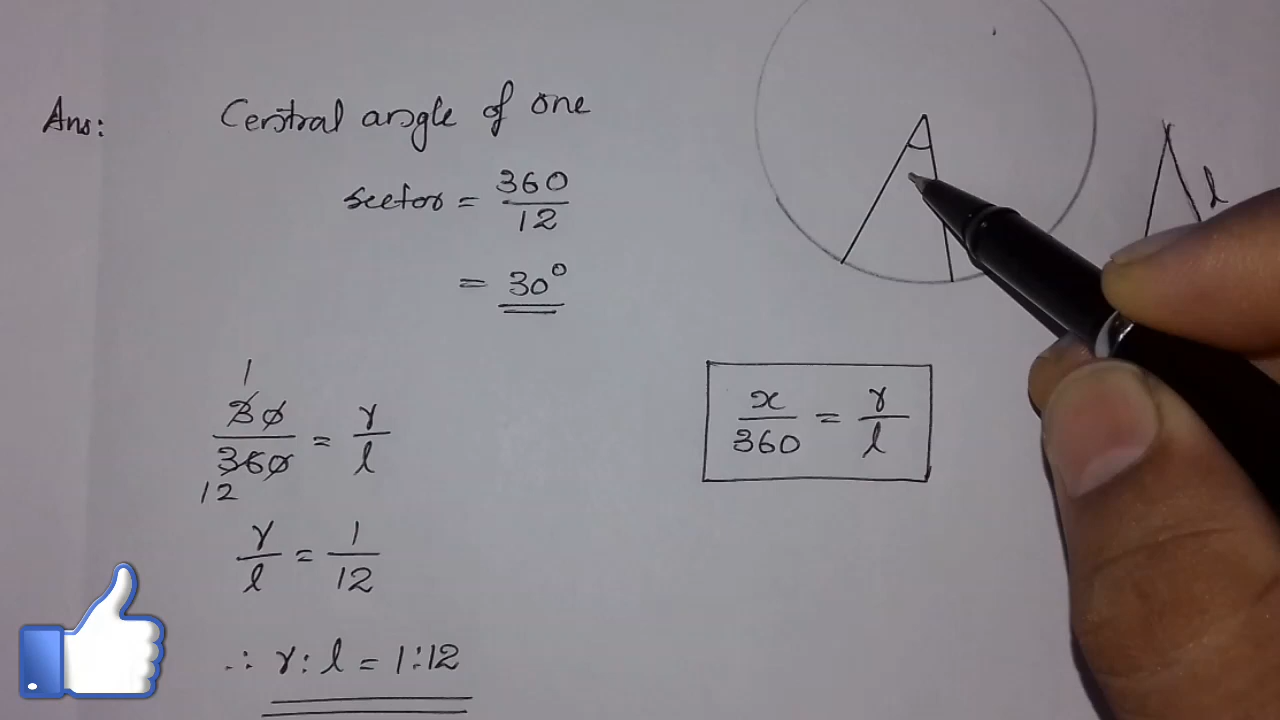 Ans: Central angle of one
sector = 360/12
= 30°
30/360 = r/l
1
12
x/360 = r/l
r/l = 1/12
∴ r : l = 1:12
l